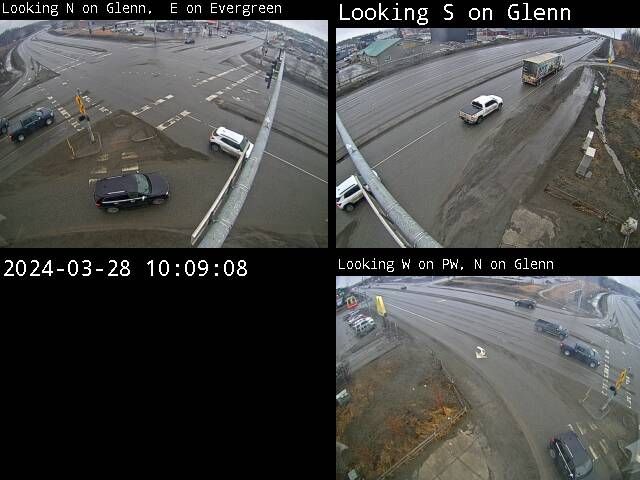 Looking N on Glenn,  E on Evergreen
Looking S on Glenn
2024-03-28 10:09:08
Looking W on PW, N on Glenn